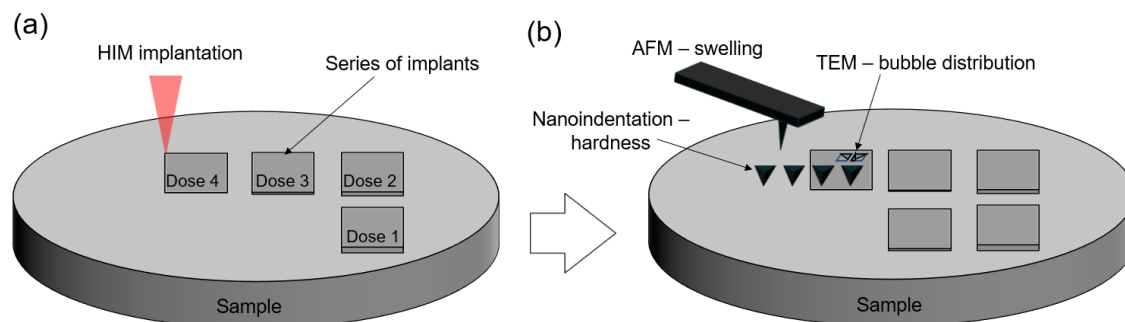 (a)
HIM implantation
Series of implants
Dose 4
Dose 3
Dose 2
Dose 1
Sample
(b)
AFM – swelling
TEM – bubble distribution
Nanoindentation –
hardness
Sample